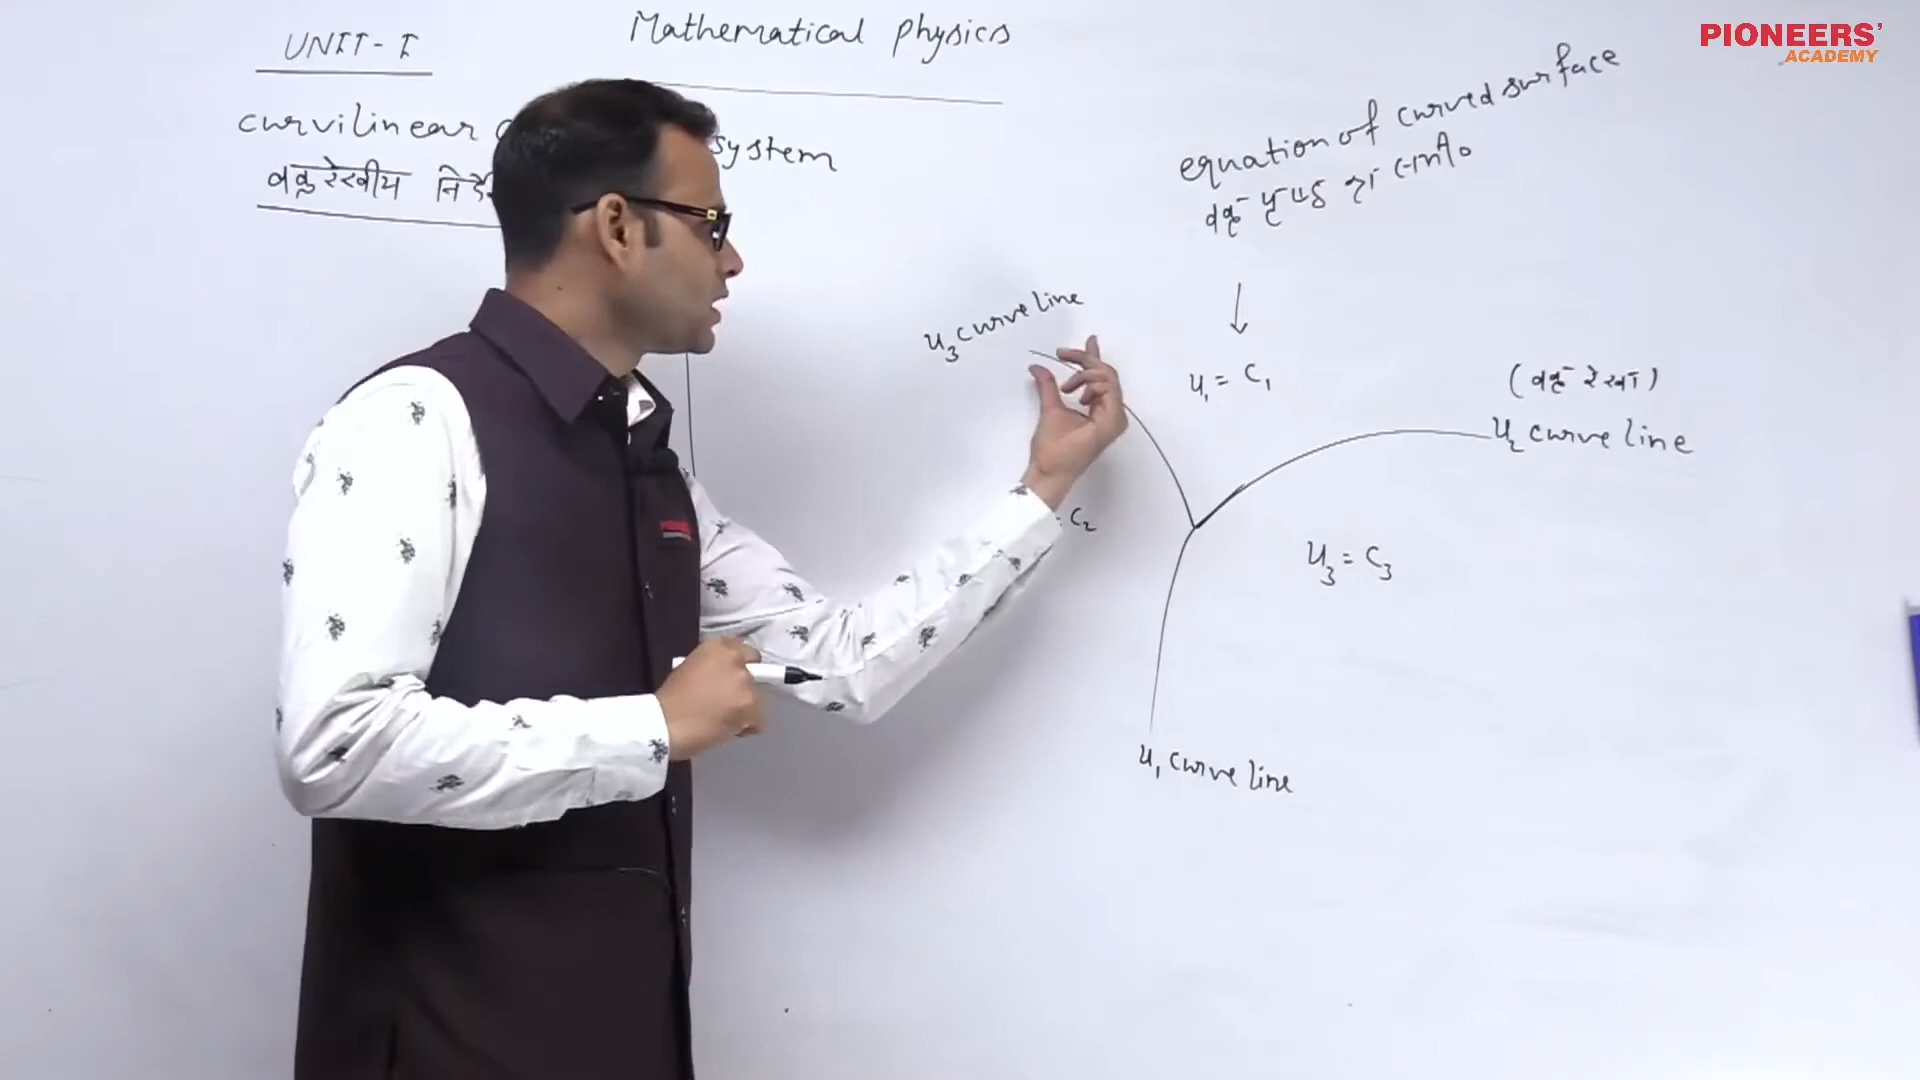 UNIT-I
Mathematical physics
PIONEERS'
ACADEMY
curvilinear
system
वक्र रेखीय
equation of curved surface
वक्र पृष्ठ का समी०
u₃ curve line
u₁ = c₁
(वक्र रेखा)
u₂ curve line
= c₂
u₃ = c₃
u₁ curve line